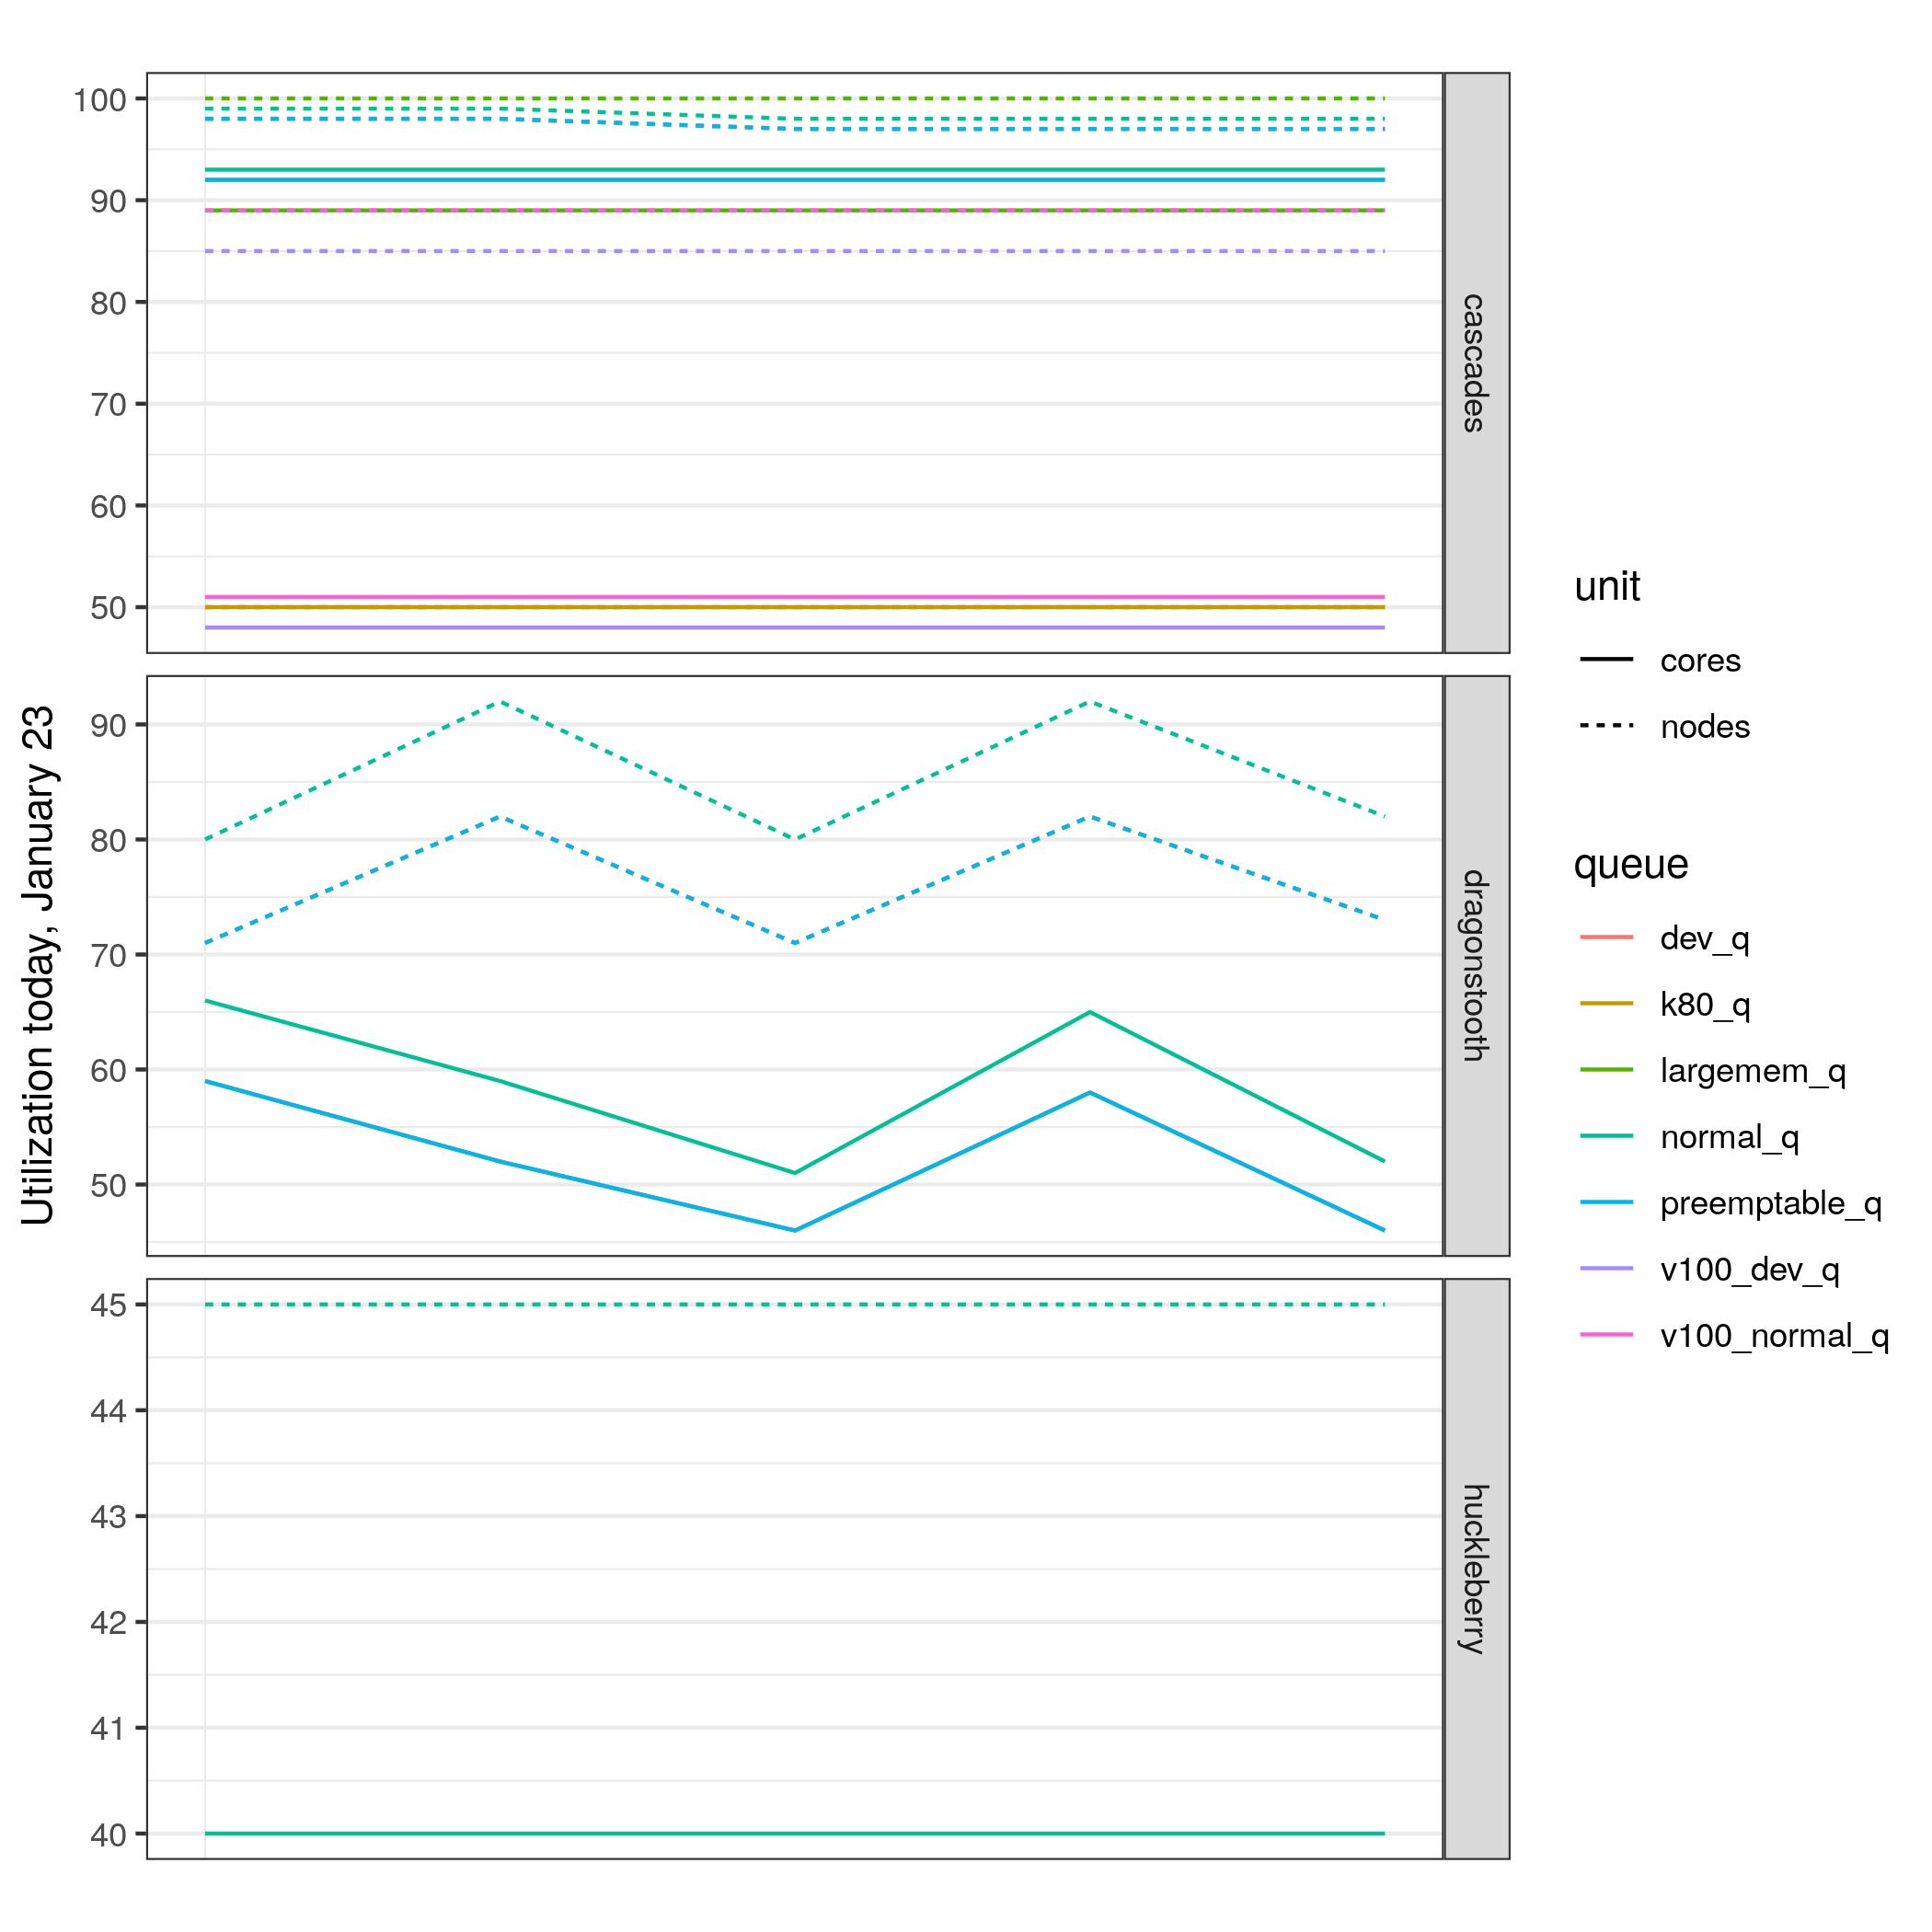 Utilization today, January 23
100
90
80
70
60
50
cascades
90
80
70
60
50
dragonstooth
45
44
43
42
41
40
huckleberry
unit
cores
nodes
queue
dev_q
k80_q
largemem_q
normal_q
preemptable_q
v100_dev_q
v100_normal_q